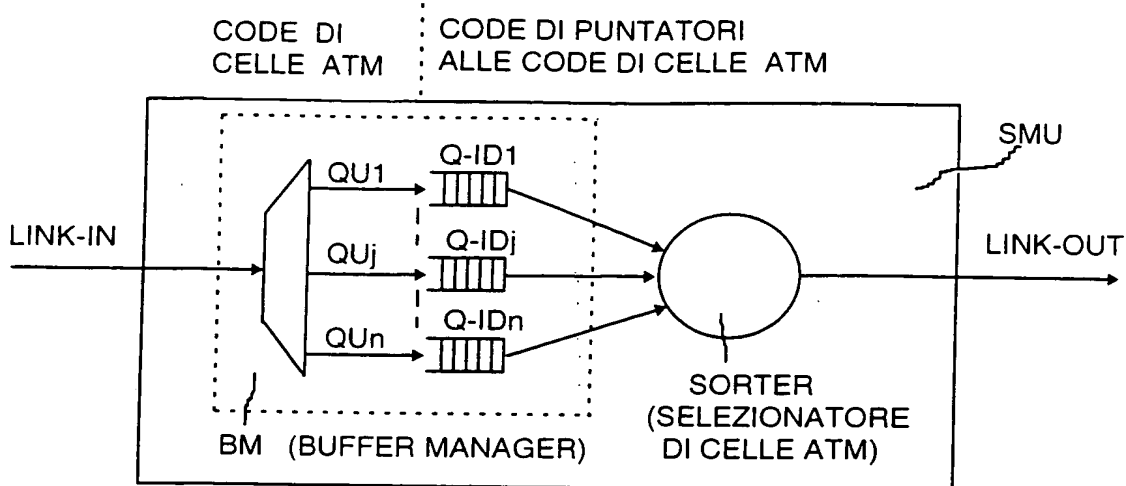 CODE DI
CELLE ATM
CODE DI PUNTATORI
ALLE CODE DI CELLE ATM
SMU
Q-ID1
QU1
LINK-IN
Q-IDj
QUj
LINK-OUT
Q-IDn
QUn
SORTER
(SELEZIONATORE
DI CELLE ATM)
BM (BUFFER MANAGER)